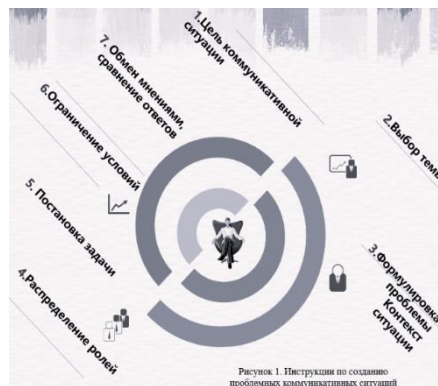 1.Цель коммуникативной
ситуации
2.Выбор темы
3.Формулировка
проблемы
Контекст
ситуации
4.Распределение ролей
5. Постановка задачи
6.Ограничение условий
7. Обмен мнениями,
сравнение ответов
Рисунок 1. Инструкции по созданию
проблемных коммуникативных ситуаций